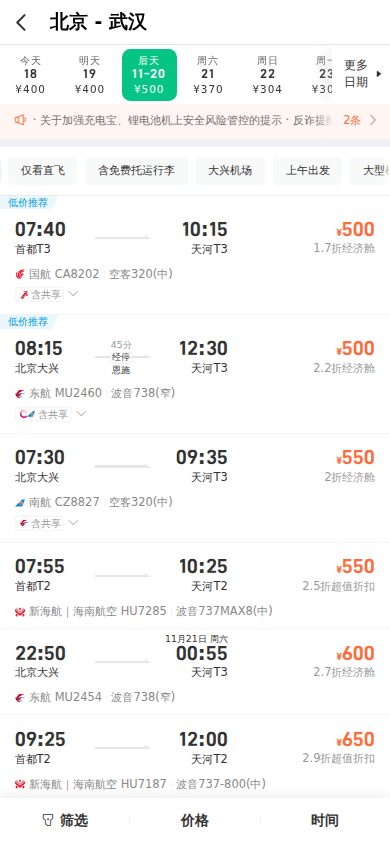 北京 - 武汉
今天 明天 后天 周六 周日 周一
18 19 11-20 21 22 23
¥400 ¥400 ¥500 ¥370 ¥304 ¥30
更多
日期
· 关于加强充电宝、锂电池机上安全风险管控的提示 · 反诈提醒 2条
仅看直飞 含免费托运行李 大兴机场 上午出发 大型机
低价推荐
07:40 10:15 ¥500
首都T3 天河T3 1.7折经济舱
国航 CA8202 空客320(中)
含共享
低价推荐
08:15 45分 12:30 ¥500
经停
北京大兴 恩施 天河T3 2.2折经济舱
东航 MU2460 波音738(窄)
含共享
07:30 09:35 ¥550
北京大兴 天河T3 2折经济舱
南航 CZ8827 空客320(中)
含共享
07:55 10:25 ¥550
首都T2 天河T2 2.5折超值折扣
新海航｜海南航空 HU7285 波音737MAX8(中)
11月21日 周六
22:50 00:55 ¥600
北京大兴 天河T3 2.7折经济舱
东航 MU2454 波音738(窄)
09:25 12:00 ¥650
首都T2 天河T2 2.9折超值折扣
新海航｜海南航空 HU7187 波音737-800(中)
筛选 价格 时间